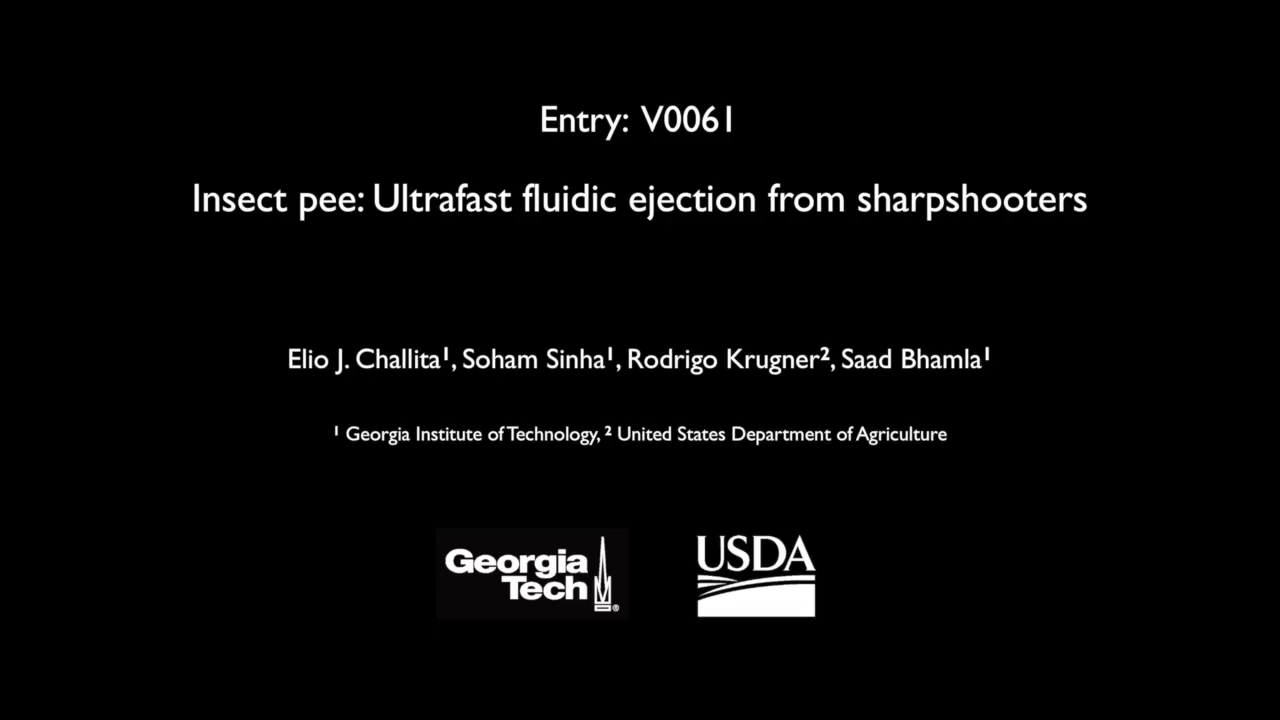 Entry: V0061
Insect pee: Ultrafast fluidic ejection from sharpshooters
Elio J. Challita¹, Soham Sinha¹, Rodrigo Krugner², Saad Bhamla¹
¹ Georgia Institute of Technology, ² United States Department of Agriculture
Georgia
Tech ®
USDA